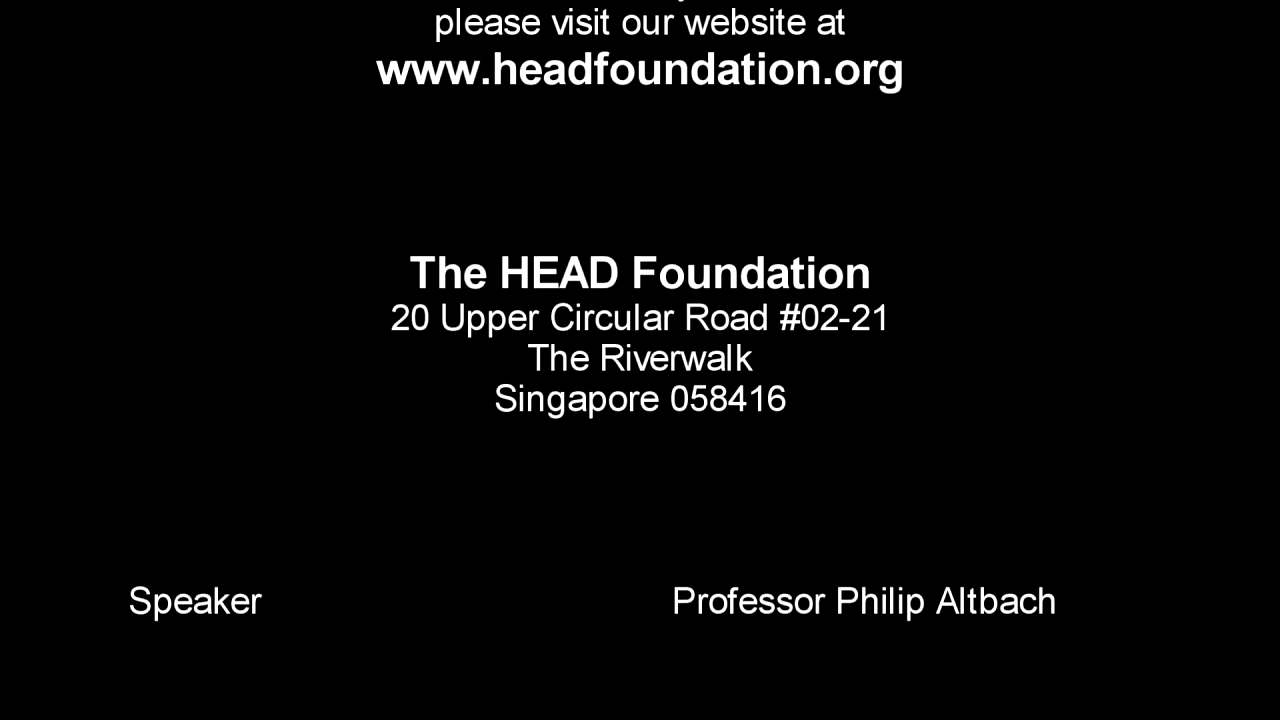 please visit our website at
www.headfoundation.org
The HEAD Foundation
20 Upper Circular Road #02-21
The Riverwalk
Singapore 058416
Speaker Professor Philip Altbach